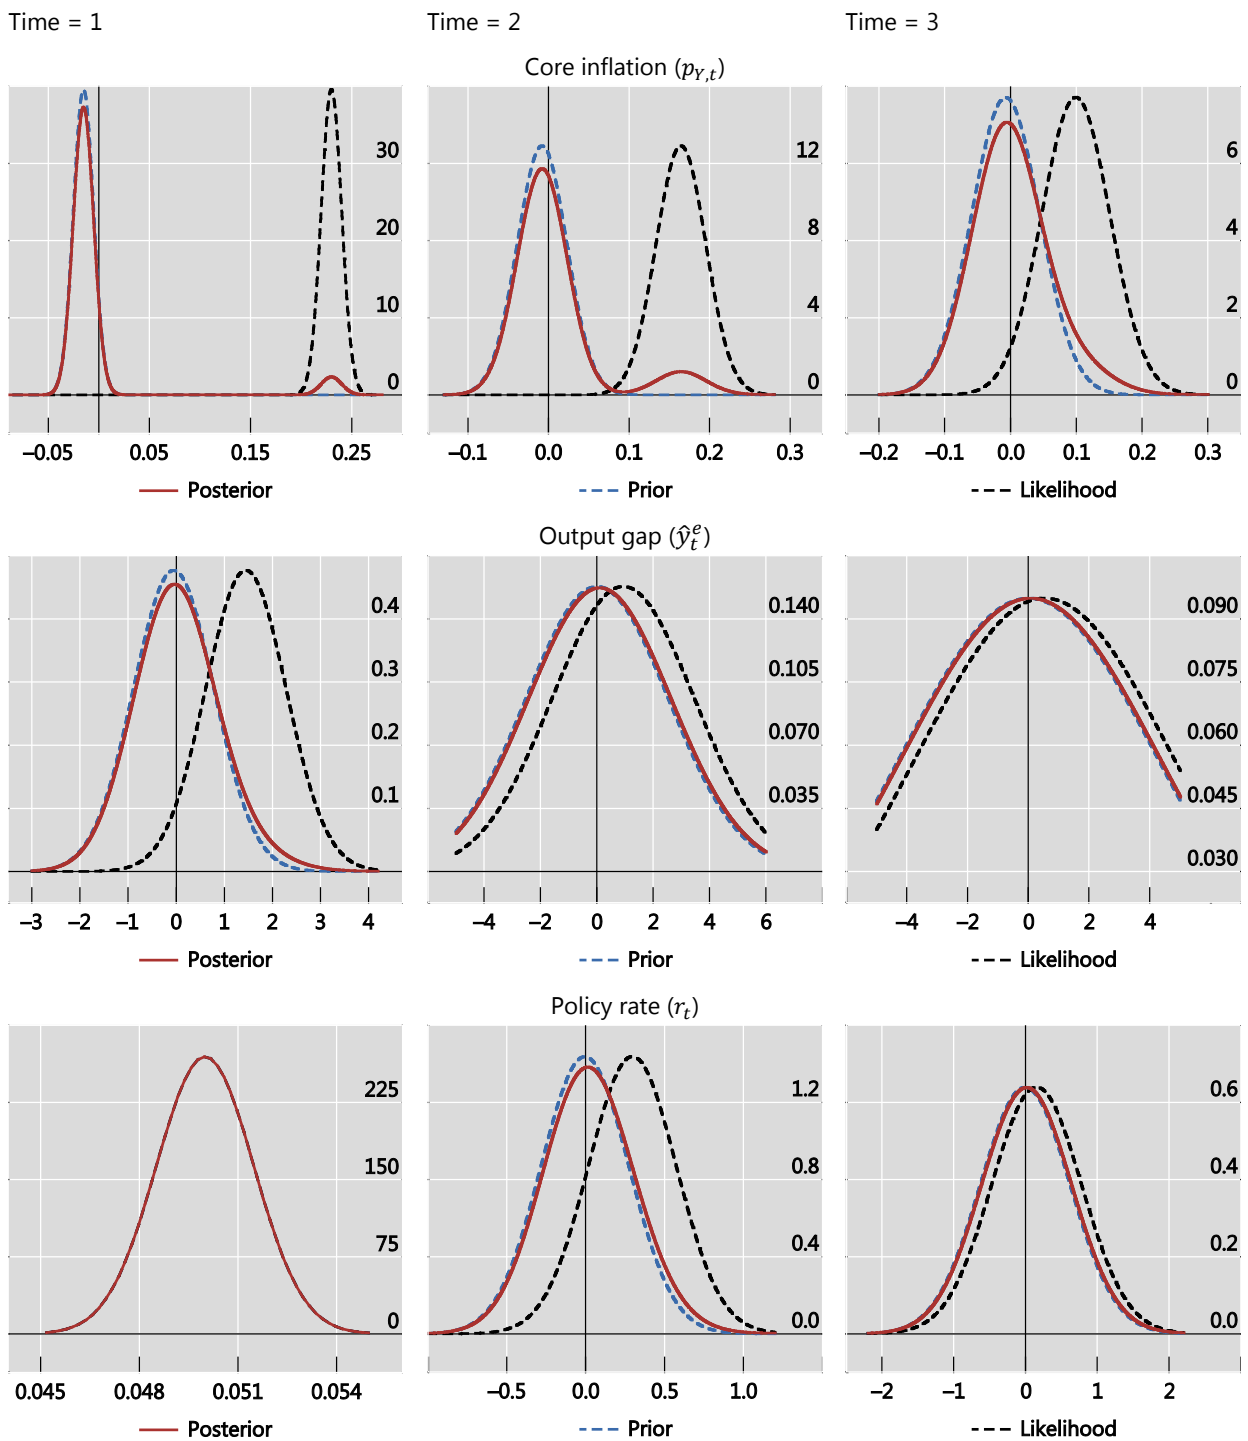 Time = 1 Time = 2 Time = 3
Core inflation (p_{Y,t})
30 12 6
20 8 4
10 4 2
0 0 0
−0.05 0.05 0.15 0.25 −0.1 0.0 0.1 0.2 0.3 −0.2 −0.1 0.0 0.1 0.2 0.3
Posterior Prior Likelihood
Output gap (ŷ_t^e)
0.4 0.140 0.090
0.3 0.105 0.075
0.2 0.070 0.060
0.1 0.035 0.045
0.030
−3 −2 −1 0 1 2 3 4 −4 −2 0 2 4 6 −4 −2 0 2 4
Posterior Prior Likelihood
Policy rate (r_t)
225 1.2 0.6
150 0.8 0.4
75 0.4 0.2
0 0.0 0.0
0.045 0.048 0.051 0.054 −0.5 0.0 0.5 1.0 −2 −1 0 1 2
Posterior Prior Likelihood